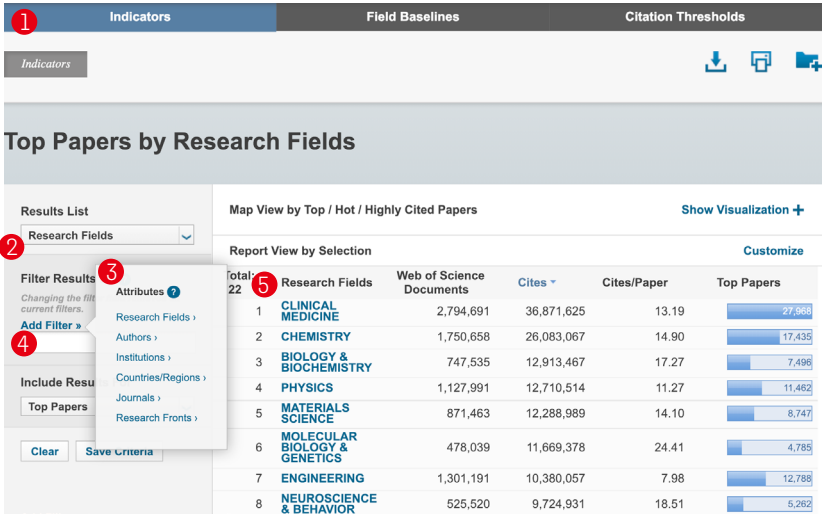 1
Indicators
Field Baselines
Citation Thresholds
Indicators
Top Papers by Research Fields
Results List
Research Fields
2
Filter Results
Changing the filt
current filters.
Add Filter »
4
Include Resu
Top Papers
Clear
Save Criteria
3
Attributes ?
Research Fields ›
Authors ›
Institutions ›
Countries/Regions ›
Journals ›
Research Fronts ›
Map View by Top / Hot / Highly Cited Papers
Show Visualization +
Report View by Selection
Customize
Total:
22
5
Research Fields
Web of Science
Documents
Cites
Cites/Paper
Top Papers
1 CLINICAL
MEDICINE 2,794,691 36,871,625 13.19 27,968
2 CHEMISTRY 1,750,658 26,083,067 14.90 17,435
3 BIOLOGY &
BIOCHEMISTRY 747,535 12,913,467 17.27 7,496
4 PHYSICS 1,127,991 12,710,514 11.27 11,462
5 MATERIALS
SCIENCE 871,463 12,288,989 14.10 8,747
6 MOLECULAR
BIOLOGY &
GENETICS 478,039 11,669,378 24.41 4,785
7 ENGINEERING 1,301,191 10,380,057 7.98 12,788
8 NEUROSCIENCE
& BEHAVIOR 525,520 9,724,931 18.51 5,262